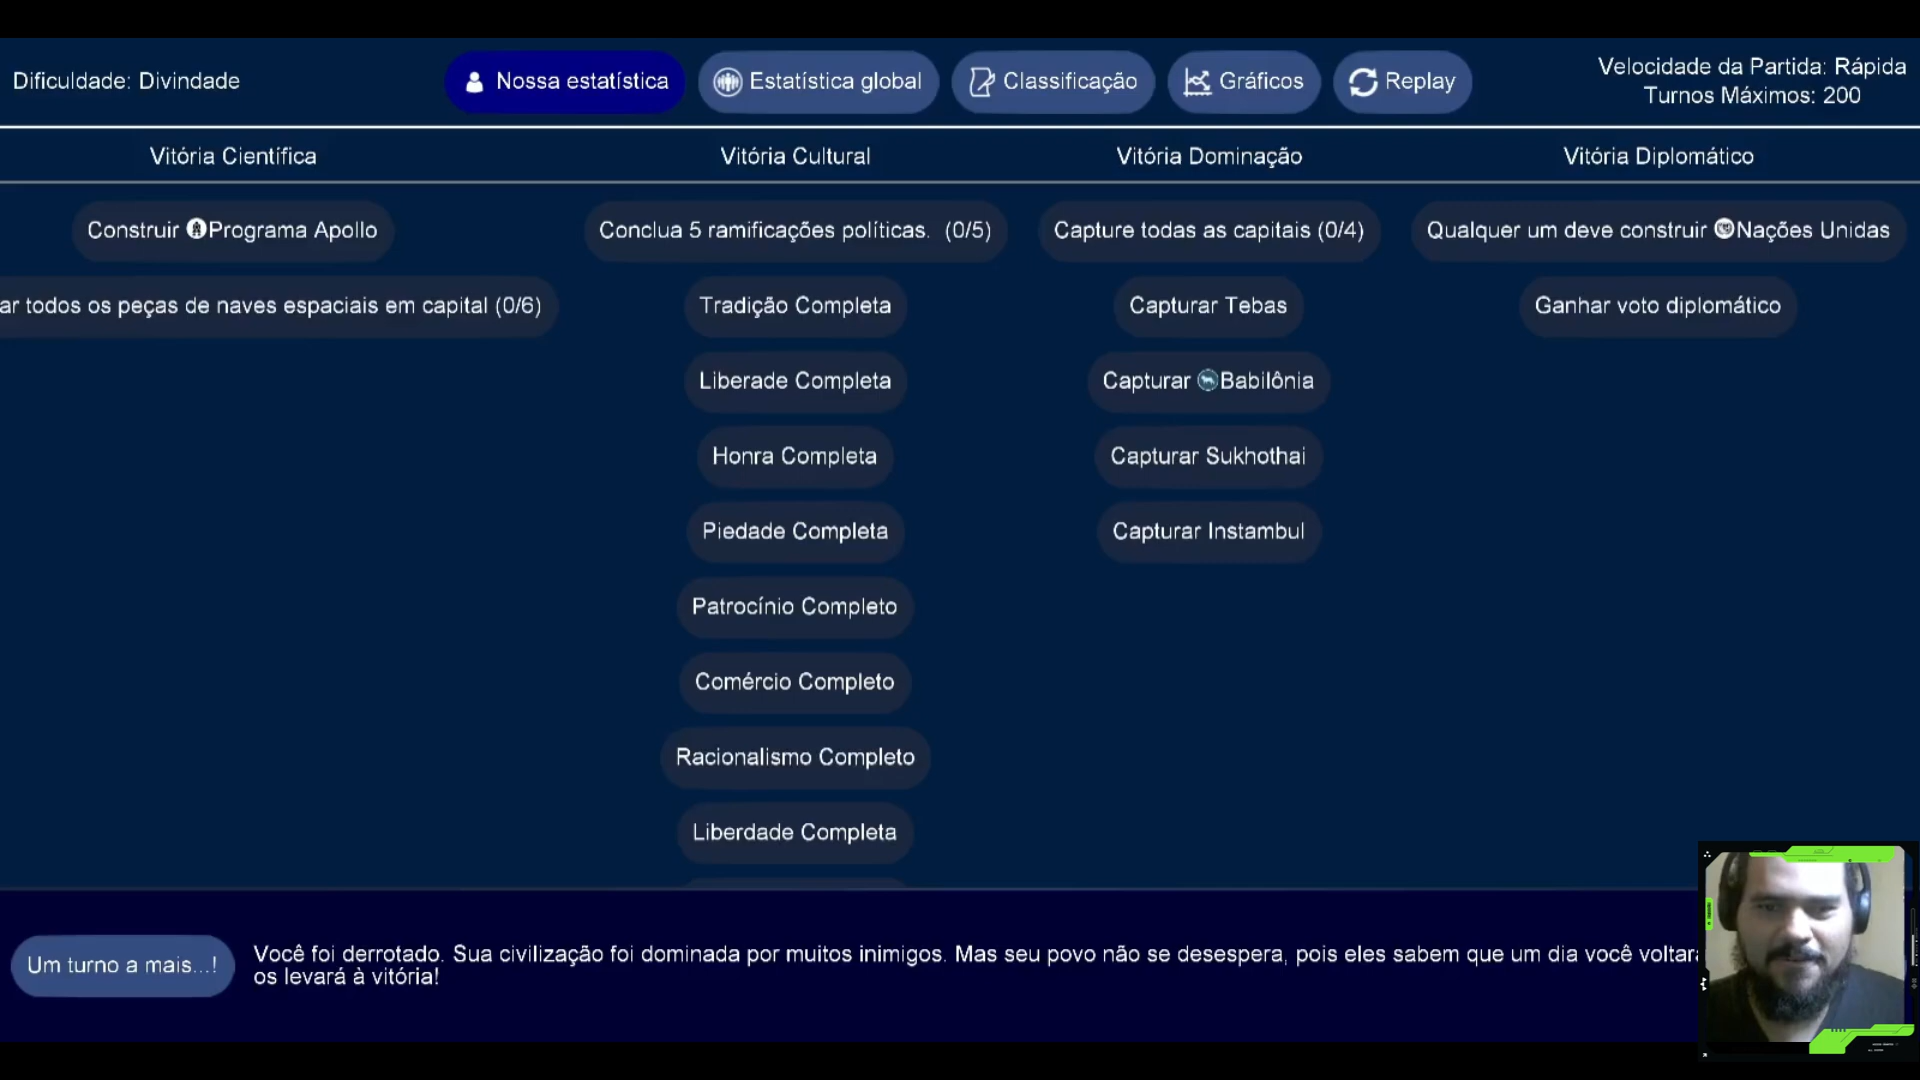 Dificuldade: Divindade
Nossa estatística
Estatística global
Classificação
Gráficos
Replay
Velocidade da Partida: Rápida
Turnos Máximos: 200
Vitória Científica
Vitória Cultural
Vitória Dominação
Vitória Diplomático
Construir Programa Apollo
Conclua 5 ramificações políticas. (0/5)
Capture todas as capitais (0/4)
Qualquer um deve construir Nações Unidas
ar todos os peças de naves espaciais em capital (0/6)
Tradição Completa
Capturar Tebas
Ganhar voto diplomático
Liberade Completa
Capturar Babilônia
Honra Completa
Capturar Sukhothai
Piedade Completa
Capturar Instambul
Patrocínio Completo
Comércio Completo
Racionalismo Completo
Liberdade Completa
Um turno a mais...!
Você foi derrotado. Sua civilização foi dominada por muitos inimigos. Mas seu povo não se desespera, pois eles sabem que um dia você voltar
os levará à vitória!